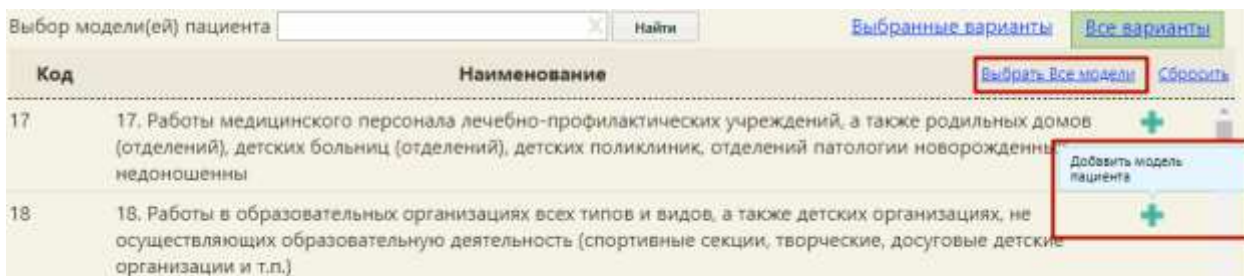 Выбор модели(ей) пациента Найти Выбранные варианты Все варианты
Код Наименование Выбрать Все модели Сбросить
17 17. Работы медицинского персонала лечебно-профилактических учреждений, а также родильных домов
(отделений), детских больниц (отделений), детских поликлиник, отделений патологии новорожденных,
недоношенны
Добавить модель
пациента
18 18. Работы в образовательных организациях всех типов и видов, а также детских организациях, не
осуществляющих образовательную деятельность (спортивные секции, творческие, досуговые детские
организации и т.п.)